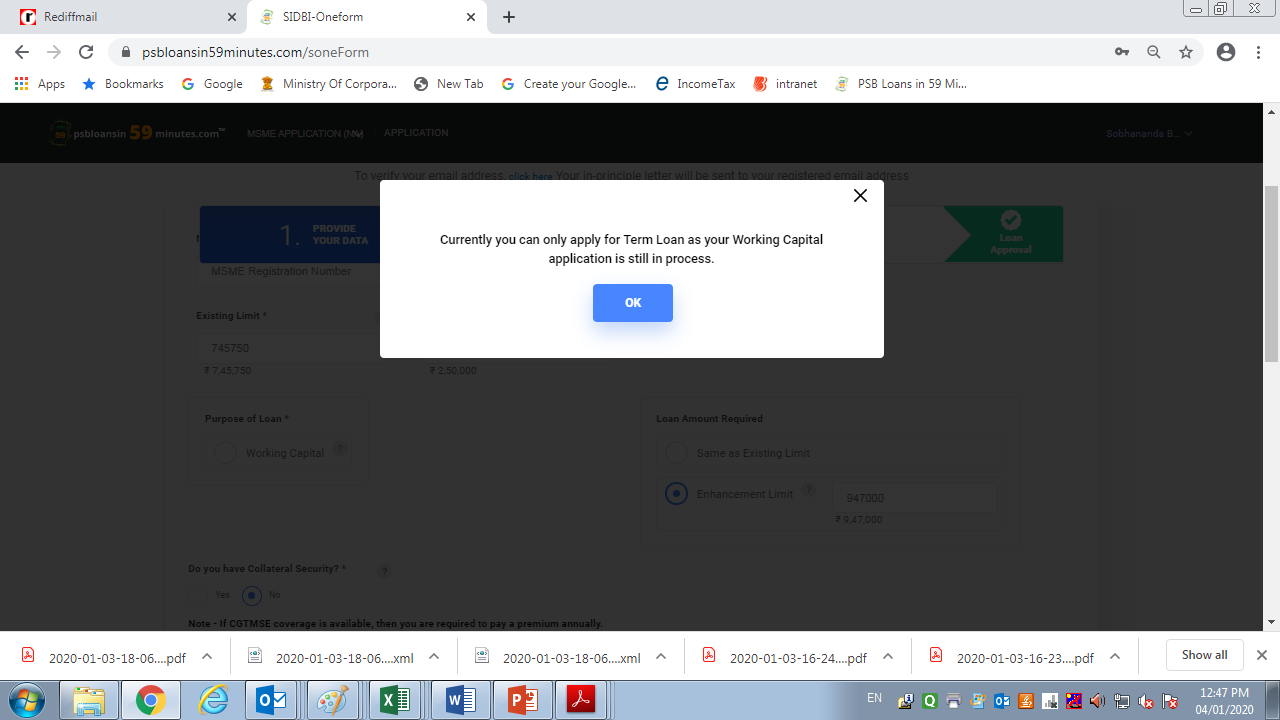 Rediffmail
SIDBI-Oneform
psbloansin59minutes.com/soneForm
Apps
Bookmarks
Google
Ministry Of Corpora...
New Tab
Create your Google...
IncomeTax
intranet
PSB Loans in 59 Mi...
psbloansin 59 minutes.com™
MSME APPLICATION
APPLICATION
Sobhananda B...
To verify your email address, click here Your in-principle letter will be sent to your registered email address
1. PROVIDE
YOUR DATA
Loan
Approval
Currently you can only apply for Term Loan as your Working Capital
application is still in process.
OK
MSME Registration Number
Existing Limit *
745750
₹ 7,45,750
₹ 2,50,000
Purpose of Loan *
Working Capital ?
Loan Amount Required
Same as Existing Limit
Enhancement Limit ?
947000
₹ 9,47,000
Do you have Collateral Security? * ?
Yes
No
Note - If CGTMSE coverage is available, then you are required to pay a premium annually.
2020-01-03-18-06....pdf
2020-01-03-18-06....xml
2020-01-03-18-06....xml
2020-01-03-16-24....pdf
2020-01-03-16-23....pdf
Show all
EN
12:47 PM
04/01/2020